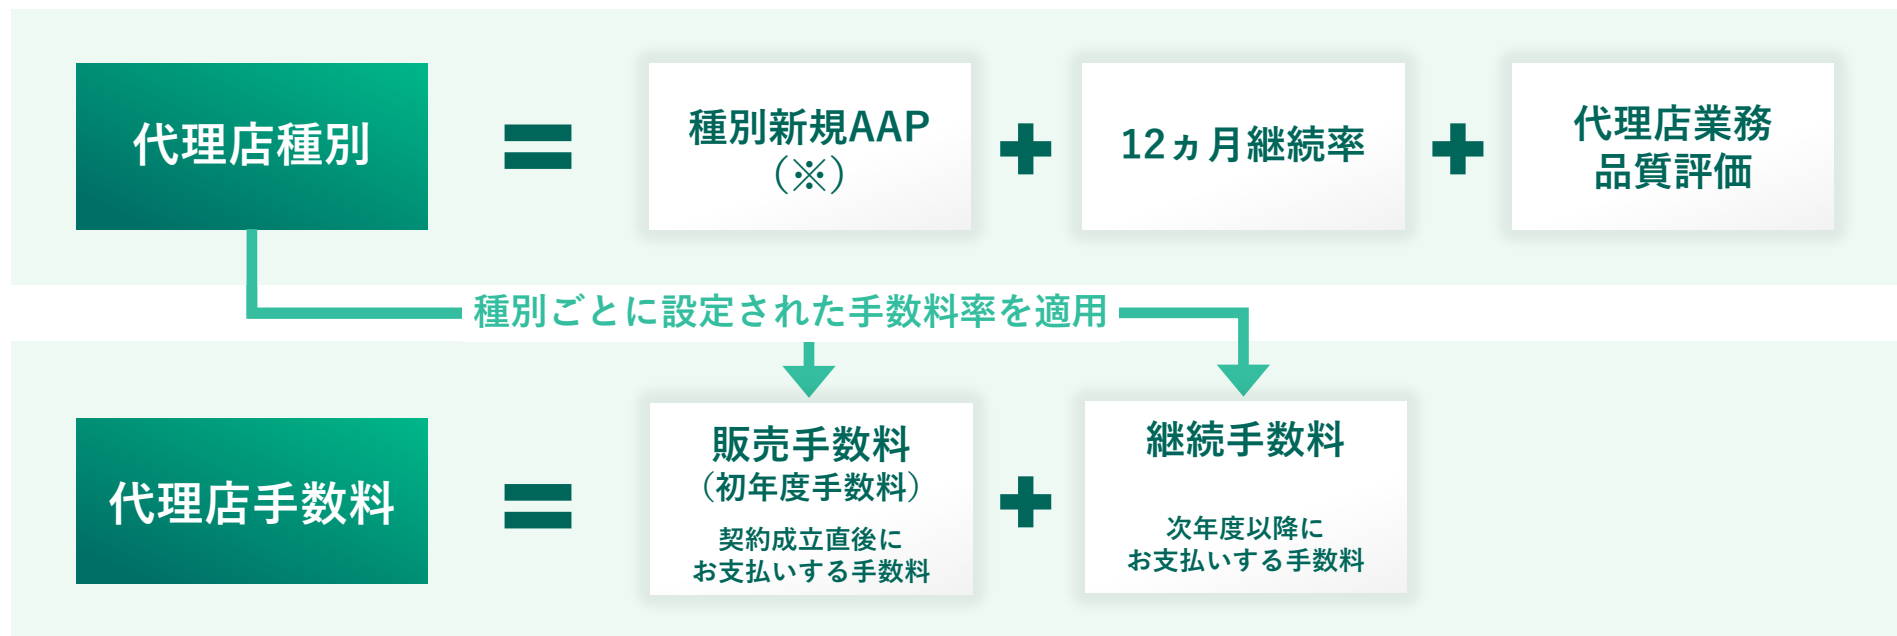 代理店種別
=
種別新規AAP
（※）
+
12ヵ月継続率
+
代理店業務
品質評価
種別ごとに設定された手数料率を適用
代理店手数料
=
販売手数料
（初年度手数料）
契約成立直後に
お支払いする手数料
+
継続手数料
次年度以降に
お支払いする手数料